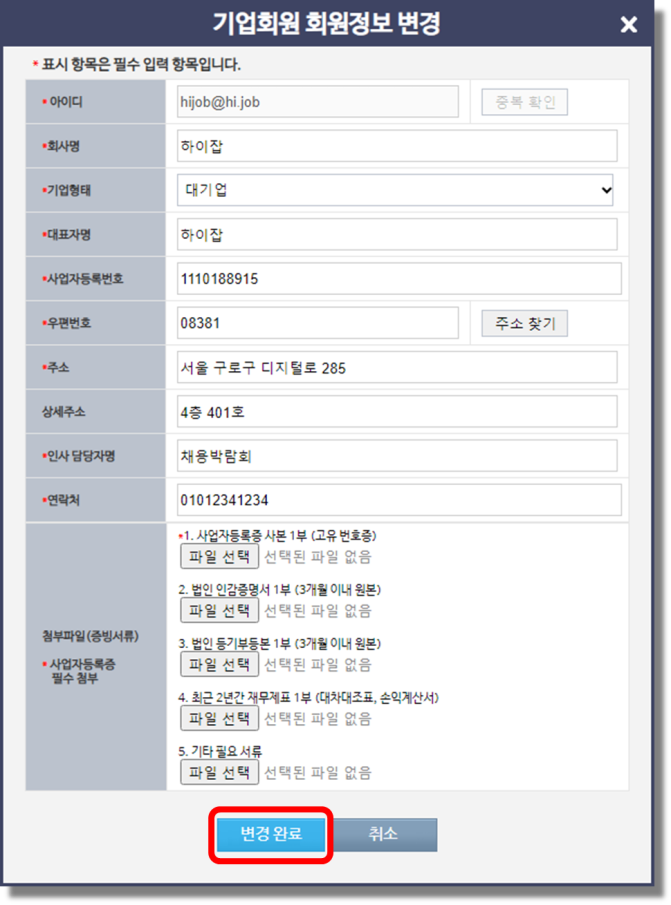 기업회원 회원정보 변경 ×
* 표시 항목은 필수 입력 항목입니다.
*아이디 hijob@hi.job 중복 확인
*회사명 하이잡
*기업형태 대기업
*대표자명 하이잡
*사업자등록번호 1110188915
*우편번호 08381 주소 찾기
*주소 서울 구로구 디지털로 285
상세주소 4층 401호
*인사 담당자명 채용박람회
*연락처 01012341234
첨부파일(증빙서류)
* 사업자등록증
필수 첨부
*1. 사업자등록증 사본 1부 (고유 번호증)
파일 선택 선택된 파일 없음
2. 법인 인감증명서 1부 (3개월 이내 원본)
파일 선택 선택된 파일 없음
3. 법인 등기부등본 1부 (3개월 이내 원본)
파일 선택 선택된 파일 없음
4. 최근 2년간 재무제표 1부 (대차대조표, 손익계산서)
파일 선택 선택된 파일 없음
5. 기타 필요 서류
파일 선택 선택된 파일 없음
변경 완료 취소